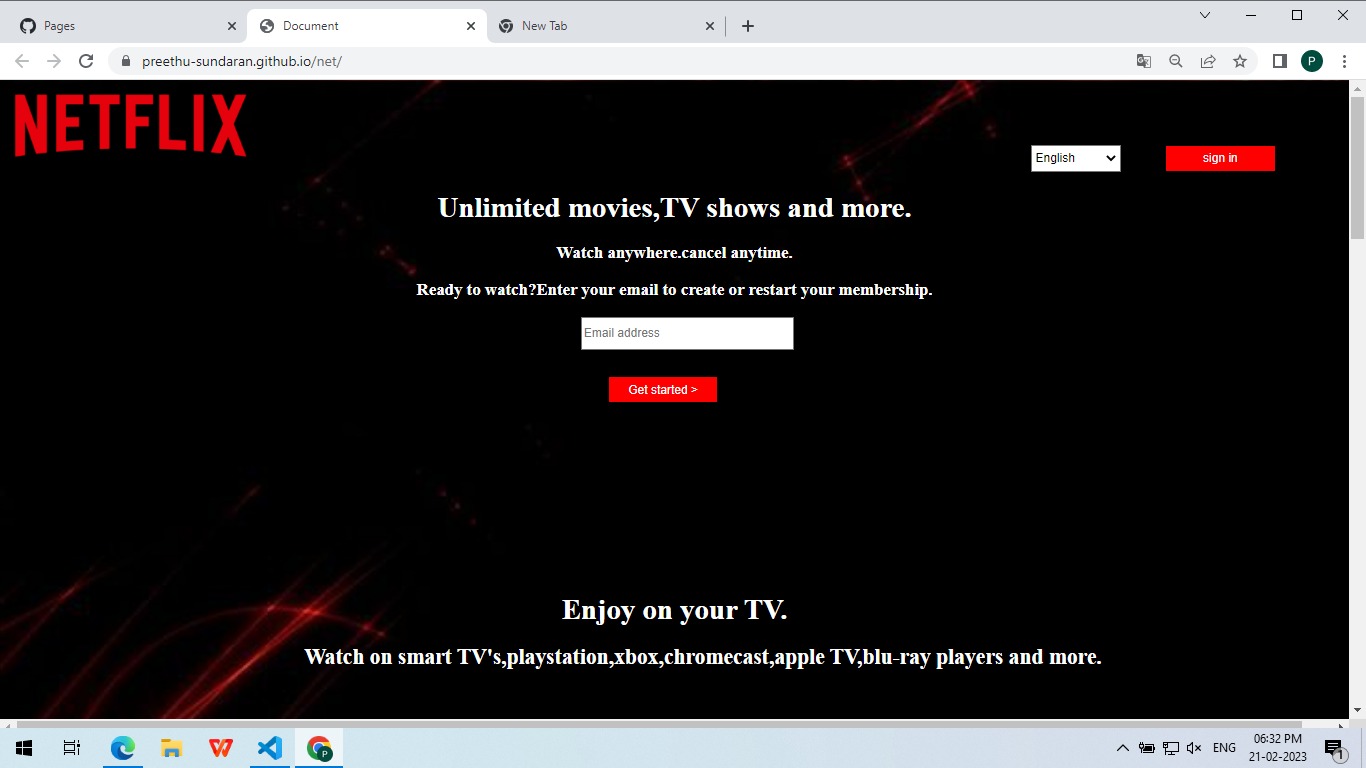 Pages
Document
New Tab
preethu-sundaran.github.io/net/
P
NETFLIX
English
sign in
Unlimited movies,TV shows and more.
Watch anywhere.cancel anytime.
Ready to watch?Enter your email to create or restart your membership.
Email address
Get started >
Enjoy on your TV.
Watch on smart TV's,playstation,xbox,chromecast,apple TV,blu-ray players and more.
W
P
ENG
06:32 PM
21-02-2023
1